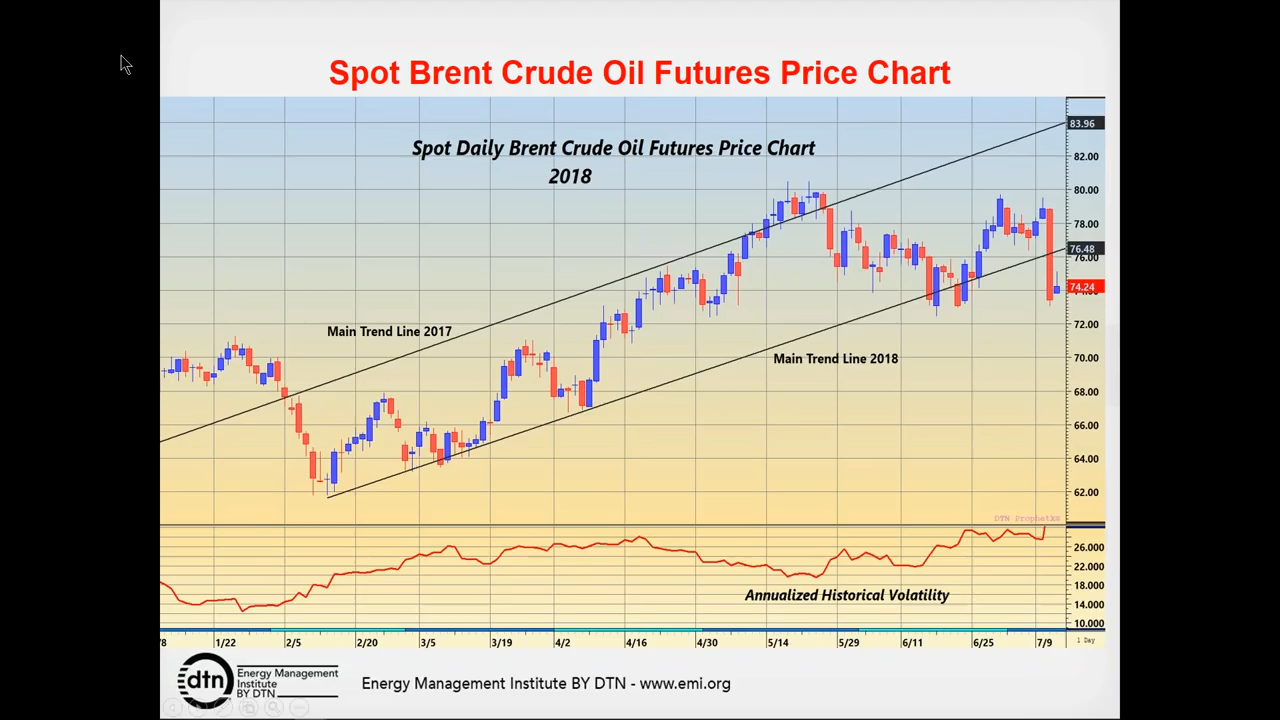 Spot Brent Crude Oil Futures Price Chart
Spot Daily Brent Crude Oil Futures Price Chart
2018
83.96
82.00
80.00
78.00
76.48
76.00
74.24
72.00
70.00
68.00
66.00
64.00
62.00
Main Trend Line 2017
Main Trend Line 2018
DTN ProphetX®
26.000
22.000
18.000
14.000
10.000
Annualized Historical Volatility
/8 1/22 2/5 2/20 3/5 3/19 4/2 4/16 4/30 5/14 5/29 6/11 6/25 7/9 1 Day
dtn
Energy Management
Institute
BY DTN
Energy Management Institute BY DTN - www.emi.org